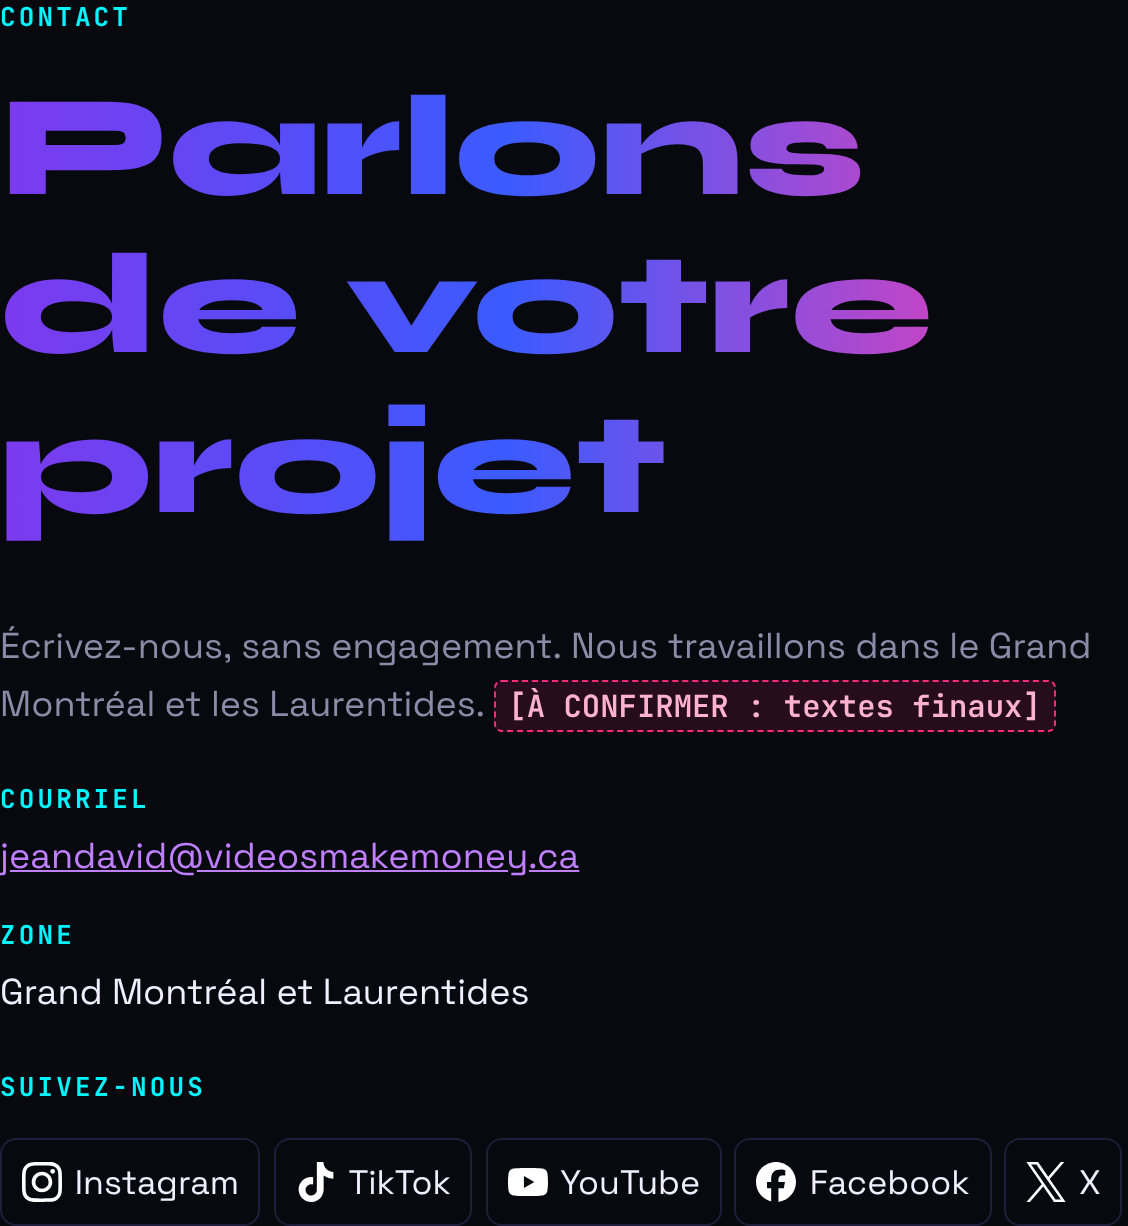 CONTACT
Parlons
de votre
projet
Écrivez-nous, sans engagement. Nous travaillons dans le Grand
Montréal et les Laurentides. [À CONFIRMER : textes finaux]
COURRIEL
jeandavid@videosmakemoney.ca
ZONE
Grand Montréal et Laurentides
SUIVEZ-NOUS
Instagram TikTok YouTube Facebook X